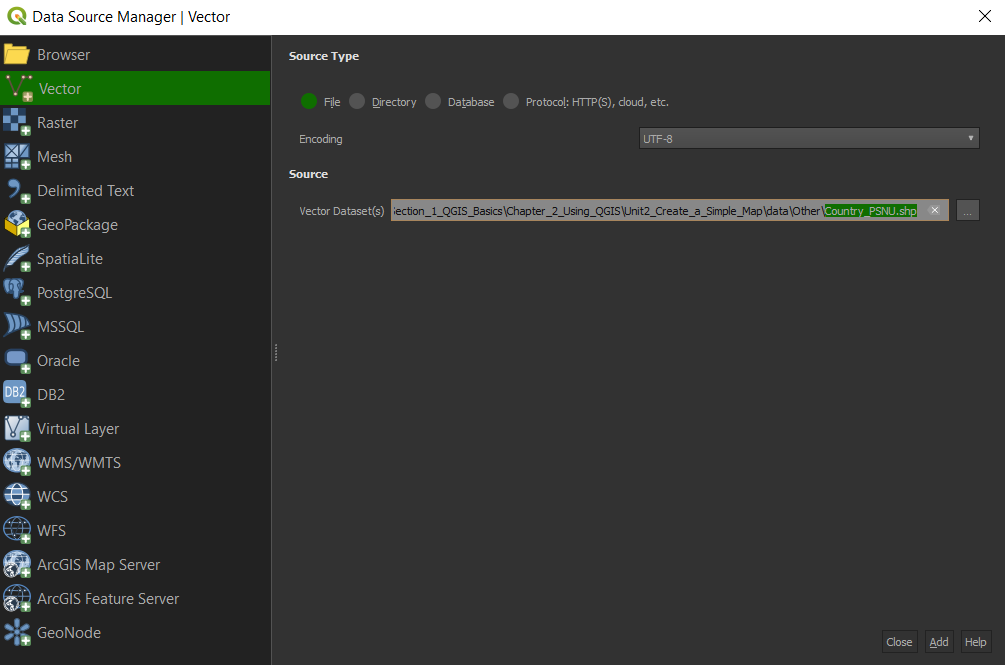 Data Source Manager | Vector
Browser
Vector
Raster
Mesh
Delimited Text
GeoPackage
SpatiaLite
PostgreSQL
MSSQL
Oracle
DB2
DB2
Virtual Layer
WMS/WMTS
WCS
WFS
ArcGIS Map Server
ArcGIS Feature Server
GeoNode
Source Type
File Directory Database Protocol: HTTP(S), cloud, etc.
Encoding UTF-8
Source
Vector Dataset(s) ection_1_QGIS_Basics\Chapter_2_Using_QGIS\Unit2_Create_a_Simple_Map\data\Other\Country_PSNU.shp ...
Close Add Help